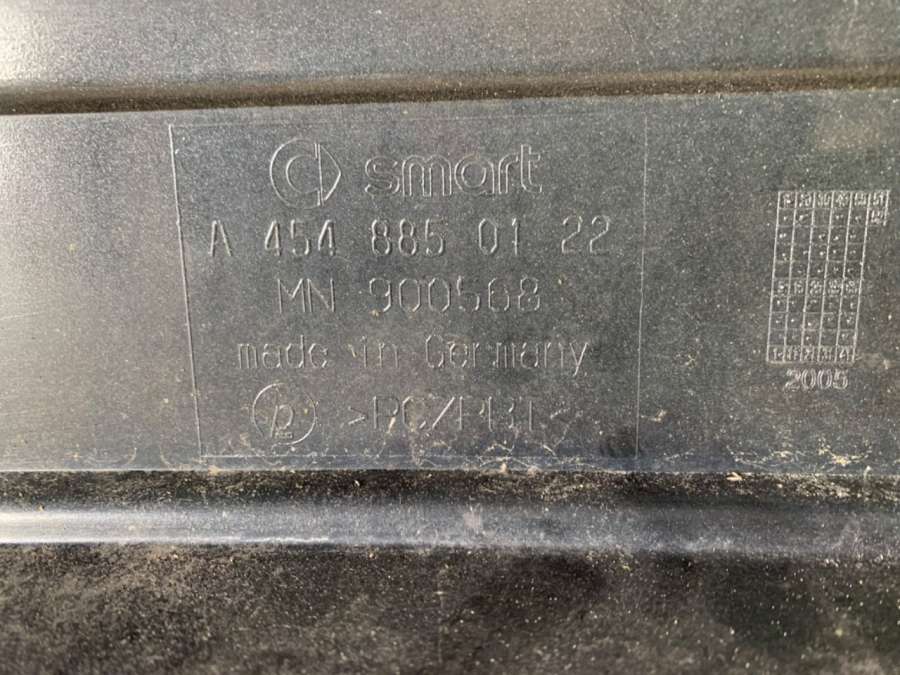 smart
A 454 885 01 22
MN 900568
made in Germany
>PC/PBT<
2005